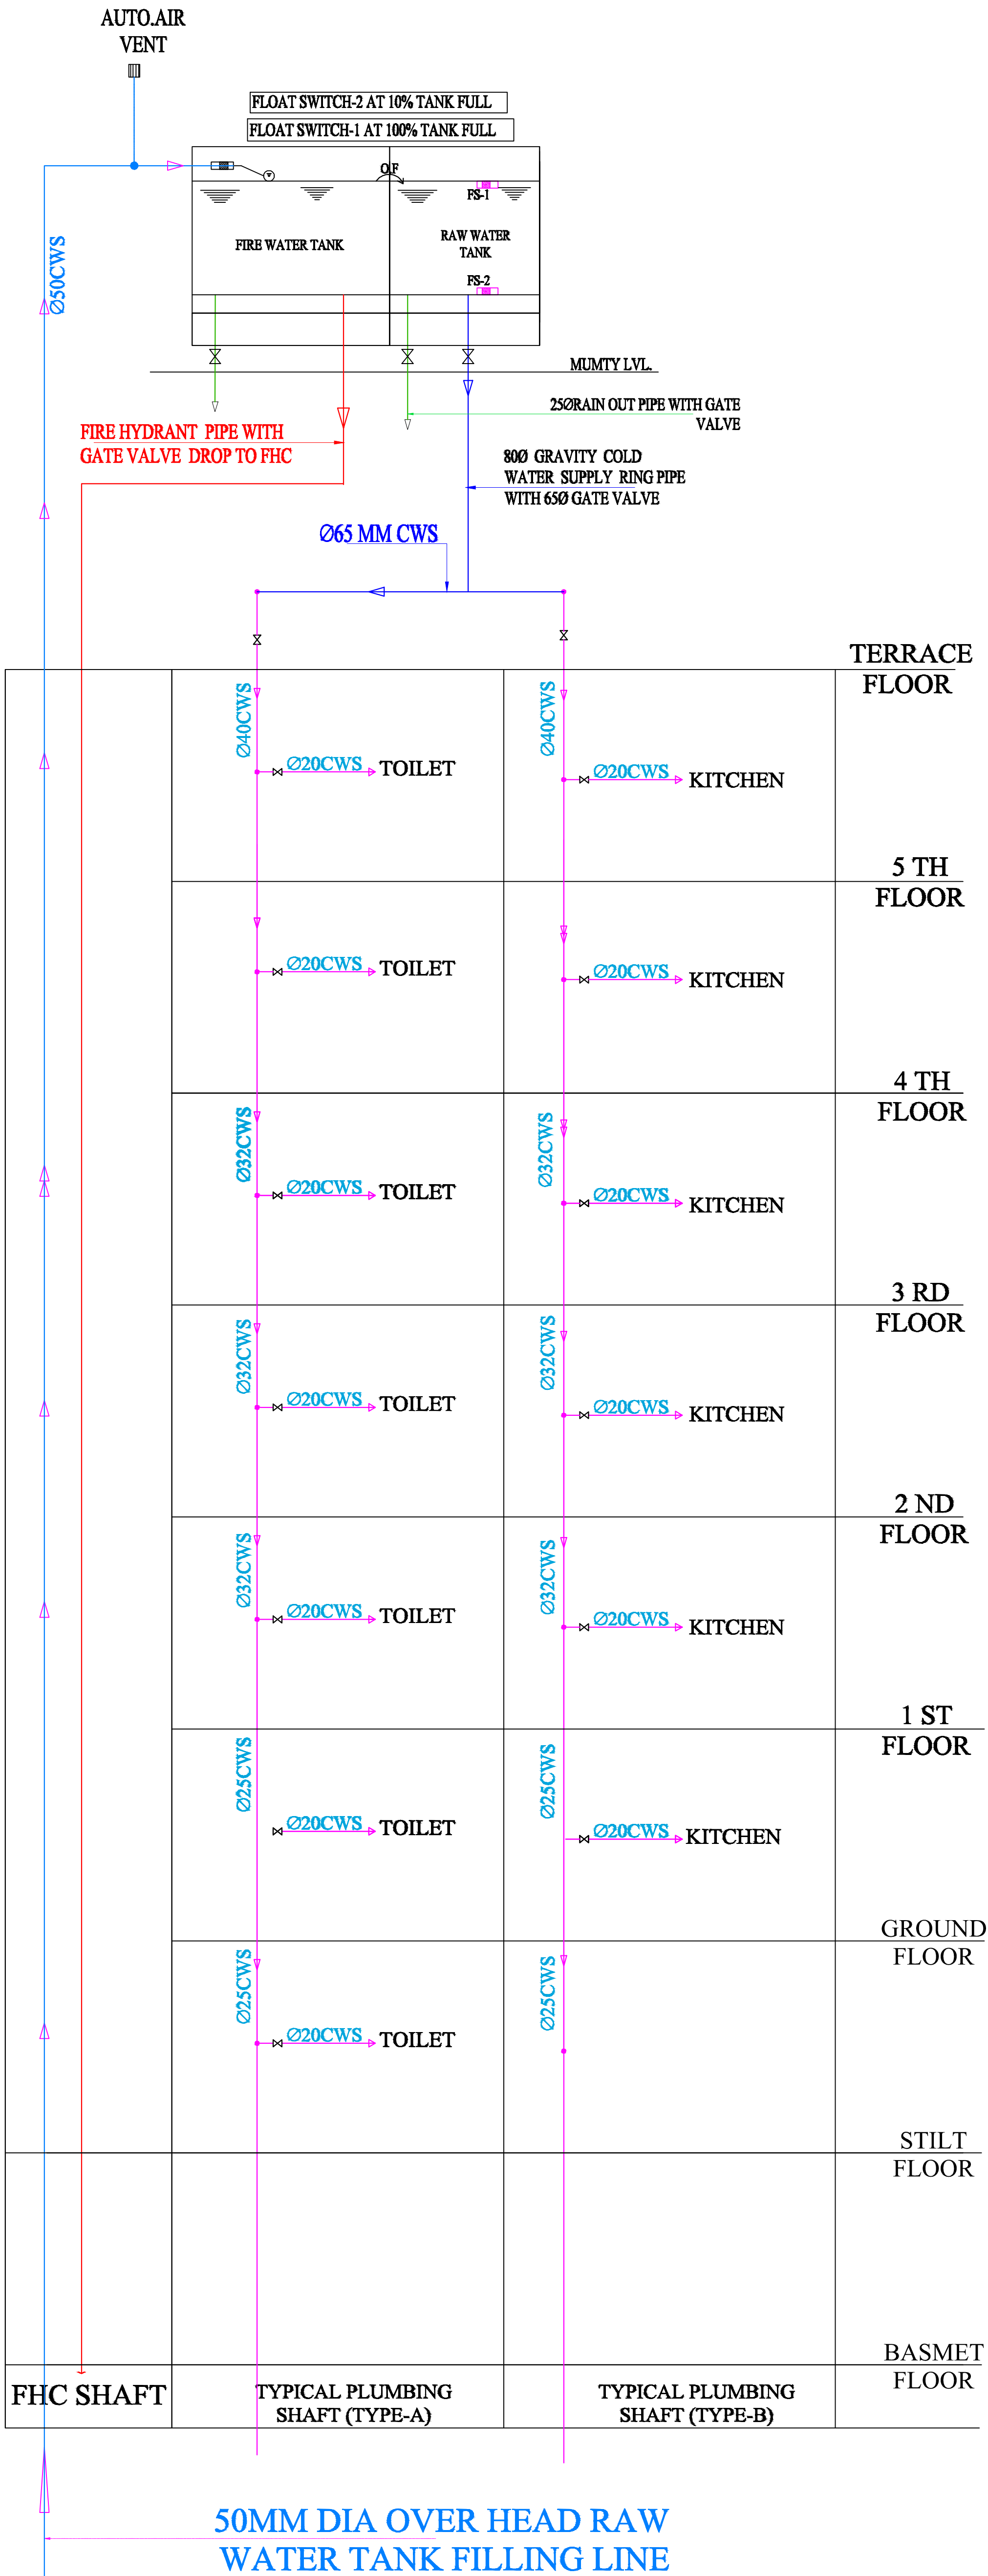 AUTO.AIR
VENT
FLOAT SWITCH-2 AT 10% TANK FULL
FLOAT SWITCH-1 AT 100% TANK FULL
O.F
FS-1
Ø50CWS
FIRE WATER TANK
RAW WATER
TANK
FS-2
MUMTY LVL.
25ØRAIN OUT PIPE WITH GATE
VALVE
FIRE HYDRANT PIPE WITH
GATE VALVE DROP TO FHC
80Ø GRAVITY COLD
WATER SUPPLY RING PIPE
WITH 65Ø GATE VALVE
Ø65 MM CWS
TERRACE
FLOOR
Ø40CWS
Ø40CWS
Ø20CWS TOILET
Ø20CWS KITCHEN
5 TH
FLOOR
Ø20CWS TOILET
Ø20CWS KITCHEN
4 TH
FLOOR
Ø32CWS
Ø32CWS
Ø20CWS TOILET
Ø20CWS KITCHEN
3 RD
FLOOR
Ø32CWS
Ø32CWS
Ø20CWS TOILET
Ø20CWS KITCHEN
2 ND
FLOOR
Ø32CWS
Ø32CWS
Ø20CWS TOILET
Ø20CWS KITCHEN
1 ST
FLOOR
Ø25CWS
Ø25CWS
Ø20CWS TOILET
Ø20CWS KITCHEN
GROUND
FLOOR
Ø25CWS
Ø25CWS
Ø20CWS TOILET
STILT
FLOOR
BASMET
FLOOR
FHC SHAFT
TYPICAL PLUMBING
SHAFT (TYPE-A)
TYPICAL PLUMBING
SHAFT (TYPE-B)
50MM DIA OVER HEAD RAW
WATER TANK FILLING LINE